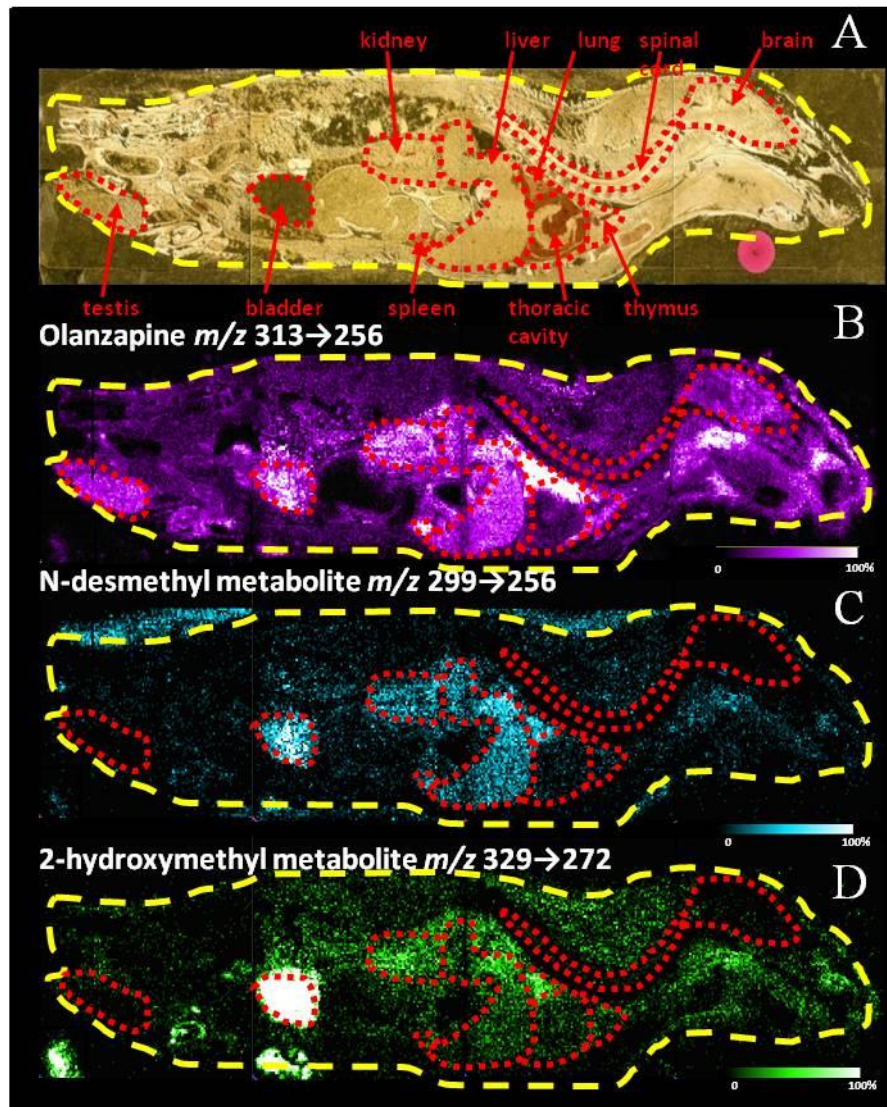 A
kidney liver lung spinal cord brain
testis bladder spleen thoracic cavity thymus
Olanzapine m/z 313→256
B
0 100%
N-desmethyl metabolite m/z 299→256
C
0 100%
2-hydroxymethyl metabolite m/z 329→272
D
0 100%